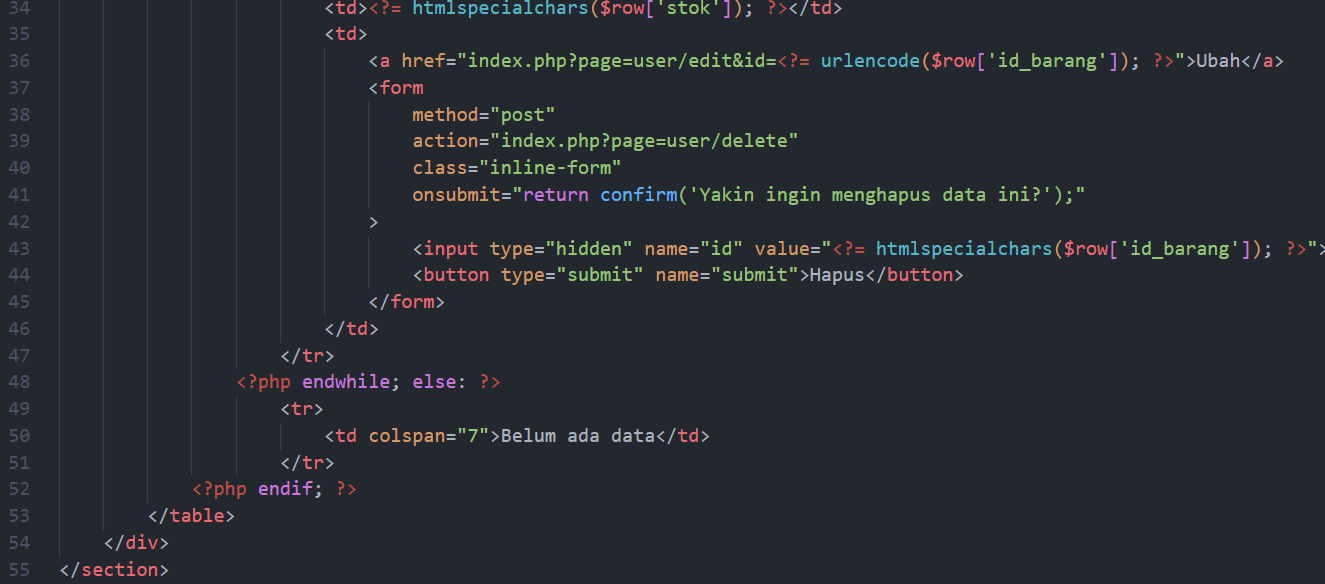 34 <td><?= htmlspecialchars($row['stok']); ?></td>
35 <td>
36 <a href="index.php?page=user/edit&id=<?= urlencode($row['id_barang']); ?>">Ubah</a>
37 <form
38 method="post"
39 action="index.php?page=user/delete"
40 class="inline-form"
41 onsubmit="return confirm('Yakin ingin menghapus data ini?');"
42 >
43 <input type="hidden" name="id" value="<?= htmlspecialchars($row['id_barang']); ?>">
44 <button type="submit" name="submit">Hapus</button>
45 </form>
46 </td>
47 </tr>
48 <?php endwhile; else: ?>
49 <tr>
50 <td colspan="7">Belum ada data</td>
51 </tr>
52 <?php endif; ?>
53 </table>
54 </div>
55 </section>